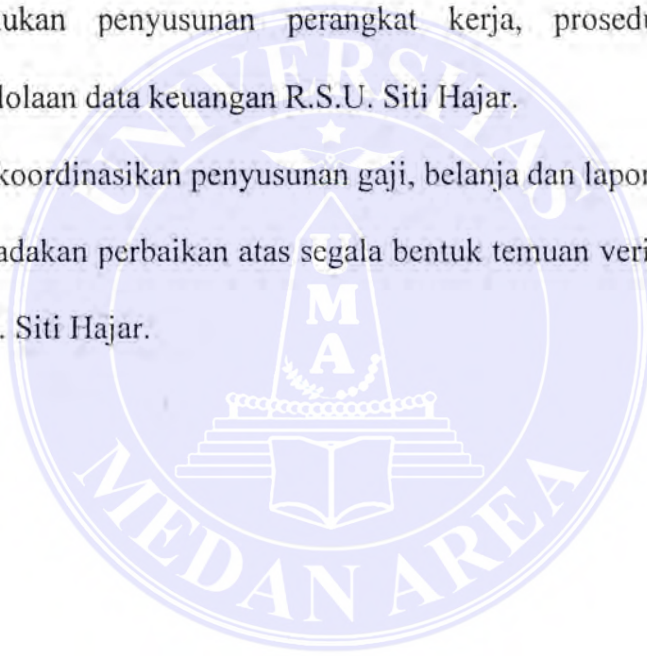 ukan penyusunan perangkat kerja, prosedu
lolaan data keuangan R.S.U. Siti Hajar.
koordinasikan penyusunan gaji, belanja dan lapor
adakan perbaikan atas segala bentuk temuan veri
. Siti Hajar.
UNIVERSITAS
UMA
MEDAN AREA